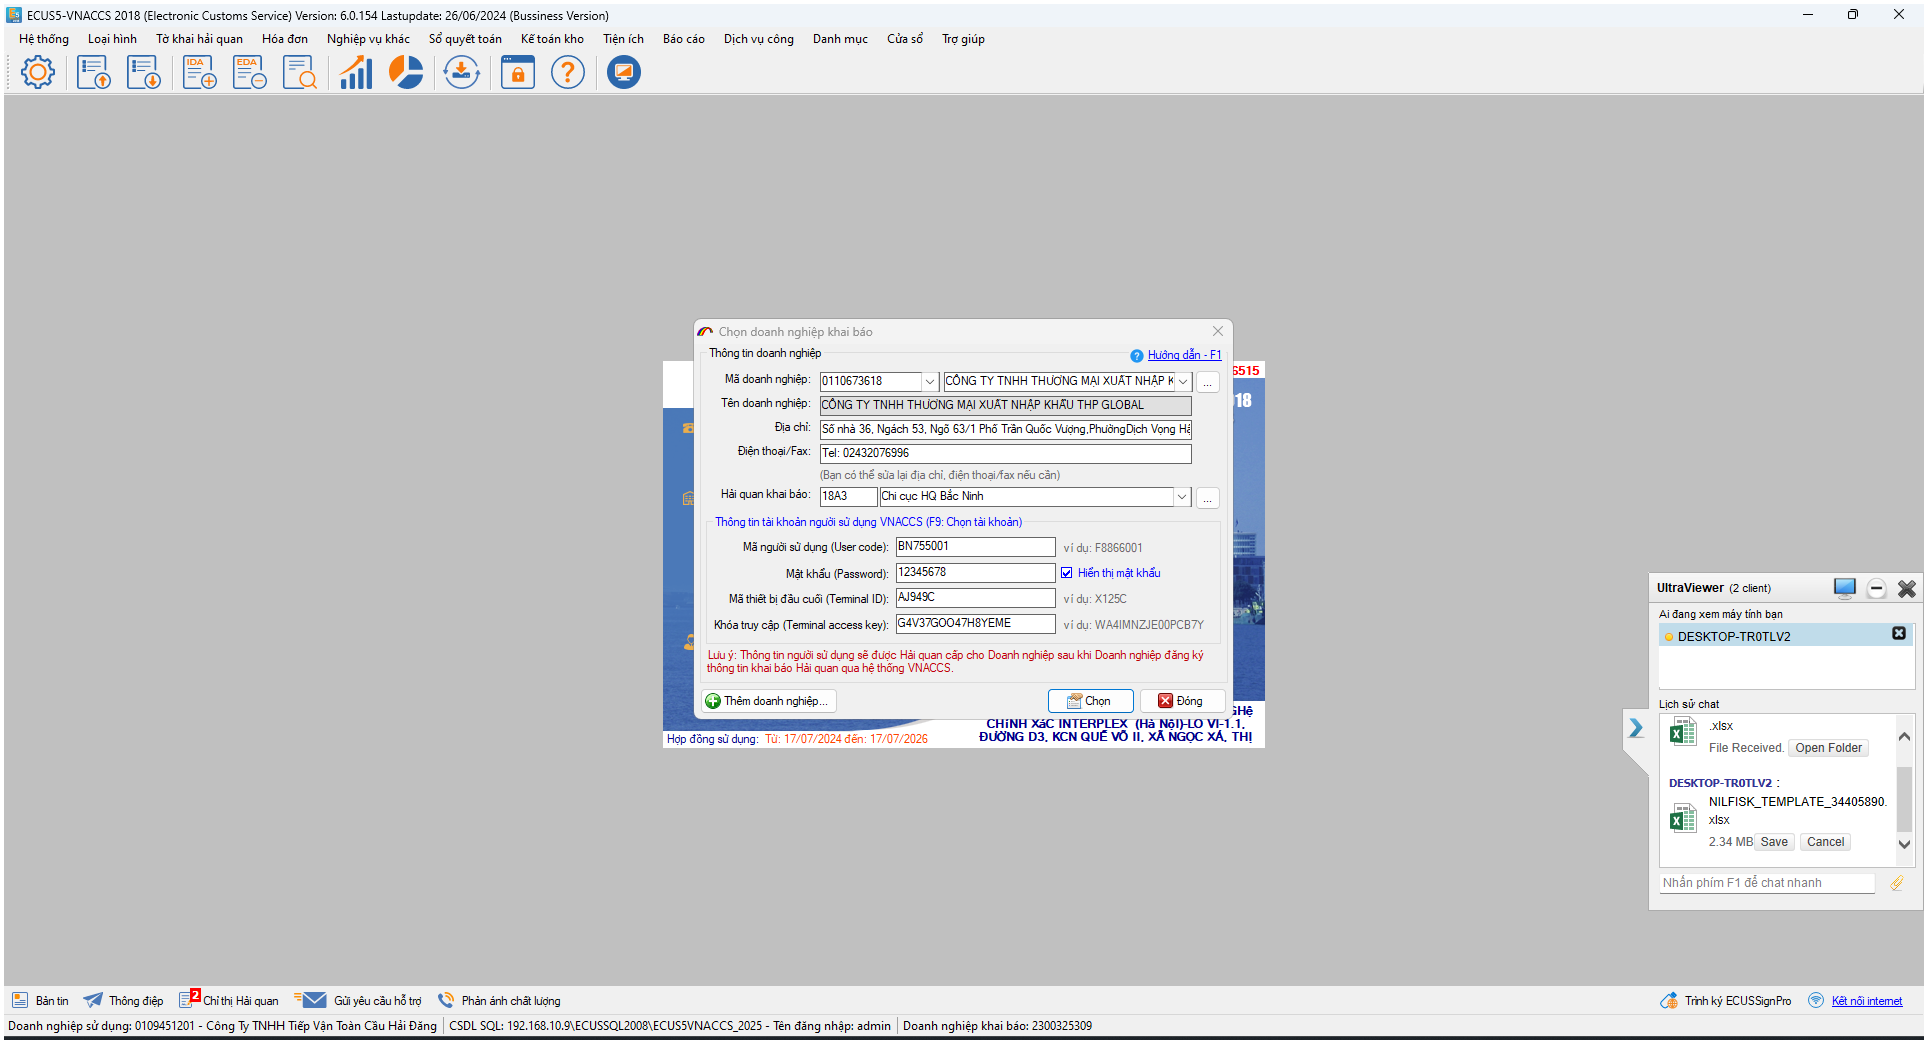 ECUS5-VNACCS 2018 (Electronic Customs Service) Version: 6.0.154 Lastupdate: 26/06/2024 (Bussiness Version)
Hệ thống Loại hình Tờ khai hải quan Hóa đơn Nghiệp vụ khác Sổ quyết toán Kế toán kho Tiện ích Báo cáo Dịch vụ công Danh mục Cửa sổ Trợ giúp
IDA EDA
Chọn doanh nghiệp khai báo
Thông tin doanh nghiệp
Hướng dẫn - F1
Mã doanh nghiệp: 0110673618 CÔNG TY TNHH THƯƠNG MẠI XUẤT NHẬP K ...
Tên doanh nghiệp: CÔNG TY TNHH THƯƠNG MẠI XUẤT NHẬP KHẨU THP GLOBAL
Địa chỉ: Số nhà 36, Ngách 53, Ngõ 63/1 Phố Trần Quốc Vượng,PhườngDịch Vọng Hậ
Điện thoại/Fax: Tel: 02432076996
(Bạn có thể sửa lại địa chỉ, điện thoại/fax nếu cần)
Hải quan khai báo: 18A3 Chi cục HQ Bắc Ninh ...
Thông tin tài khoản người sử dụng VNACCS (F9: Chọn tài khoản)
Mã người sử dụng (User code): BN755001 ví dụ: F8866001
Mật khẩu (Password): 12345678 Hiển thị mật khẩu
Mã thiết bị đầu cuối (Terminal ID): AJ949C ví dụ: X125C
Khóa truy cập (Terminal access key): G4V37GOO47H8YEME ví dụ: WA4IMNZJE00PCB7Y
Lưu ý: Thông tin người sử dụng sẽ được Hải quan cấp cho Doanh nghiệp sau khi Doanh nghiệp đăng ký
thông tin khai báo Hải quan qua hệ thống VNACCS.
Thêm doanh nghiệp... Chọn Đóng
6515
18
GHệ
CHÍNH XÁC INTERPLEX (Hà Nội)-LO VI-1.1,
ĐƯỜNG D3, KCN QUẾ VÕ II, XÃ NGỌC XÁ, THỊ
Hợp đồng sử dụng: Từ: 17/07/2024 đến: 17/07/2026
UltraViewer (2 client)
Ai đang xem máy tính bạn
DESKTOP-TR0TLV2
Lịch sử chat
.xlsx
File Received. Open Folder
DESKTOP-TR0TLV2 :
NILFISK_TEMPLATE_34405890.
xlsx
2.34 MB Save Cancel
Nhấn phím F1 để chat nhanh
Bản tin Thông điệp 2 Chỉ thị Hải quan Gửi yêu cầu hỗ trợ Phản ánh chất lượng Trình ký ECUSSignPro Kết nối internet
Doanh nghiệp sử dụng: 0109451201 - Công Ty TNHH Tiếp Vận Toàn Cầu Hải Đăng CSDL SQL: 192.168.10.9\ECUSSQL2008\ECUS5VNACCS_2025 - Tên đăng nhập: admin Doanh nghiệp khai báo: 2300325309